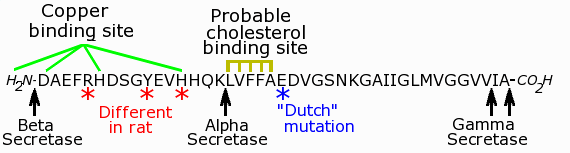 Copper
binding site
Probable
cholesterol
binding site
H2N-DAEFRHDSGYEVHHQKLVFFAEDVGSNKGAIIGLMVGGVVIA-CO2H
* * * *
Beta
Secretase
Different
in rat
Alpha
Secretase
"Dutch"
mutation
Gamma
Secretase